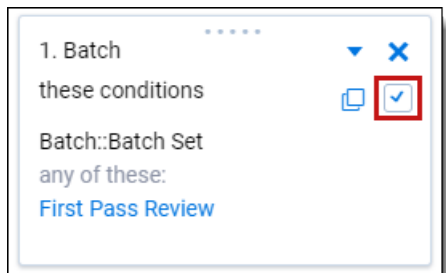 1. Batch
these conditions
Batch::Batch Set
any of these:
First Pass Review